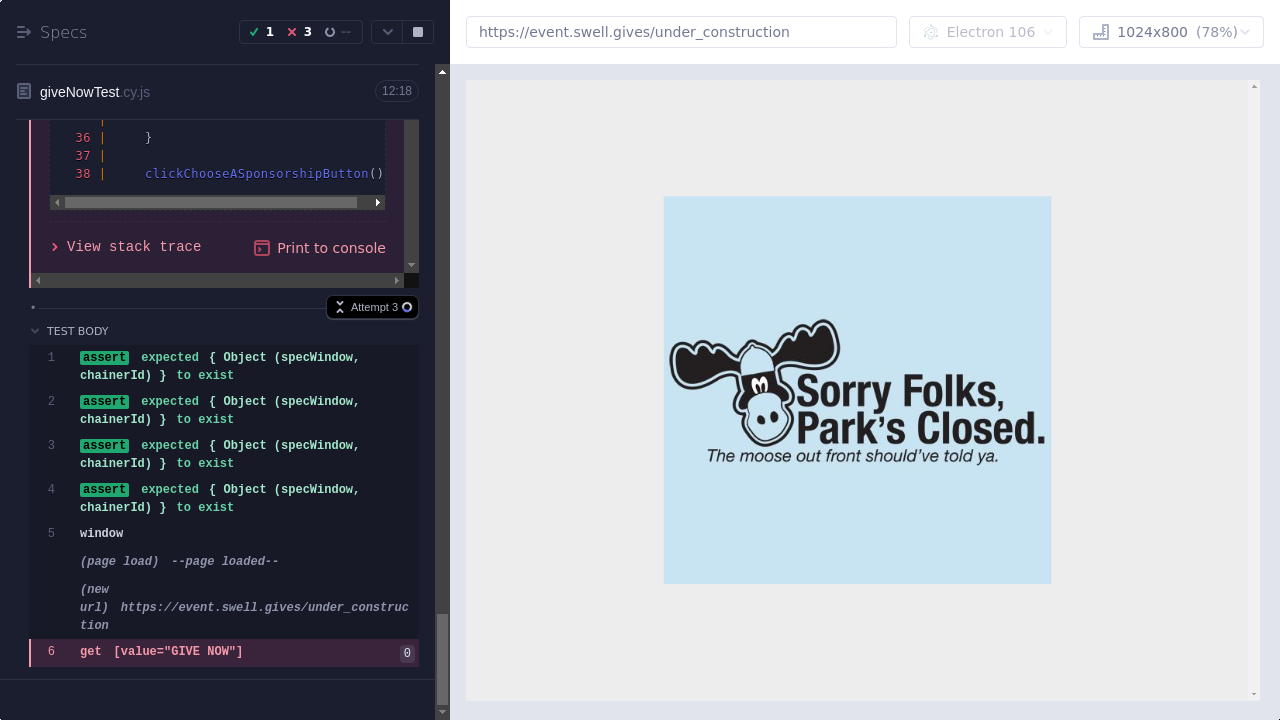 Specs
1
3
--
https://event.swell.gives/under_construction
Electron 106
1024x800 (78%)
giveNowTest.cy.js
12:18
36 | }
37 |
38 | clickChooseASponsorshipButton()
View stack trace
Print to console
Attempt 3
TEST BODY
1 assert expected { Object (specWindow,
chainerId) } to exist
2 assert expected { Object (specWindow,
chainerId) } to exist
3 assert expected { Object (specWindow,
chainerId) } to exist
4 assert expected { Object (specWindow,
chainerId) } to exist
5 window
(page load) --page loaded--
(new
url) https://event.swell.gives/under_construc
tion
6 get [value="GIVE NOW"] 0
Sorry Folks,
Park's Closed.
The moose out front should've told ya.